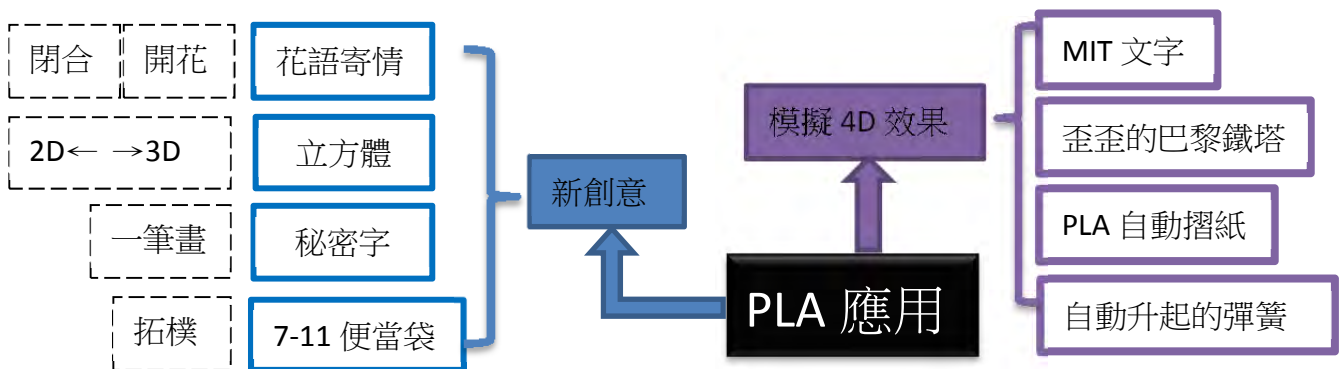 閉合 開花 花語寄情
2D← →3D 立方體
一筆畫 秘密字
拓樸 7-11 便當袋
新創意
模擬 4D 效果
PLA 應用
MIT 文字
歪歪的巴黎鐵塔
PLA 自動摺紙
自動升起的彈簧